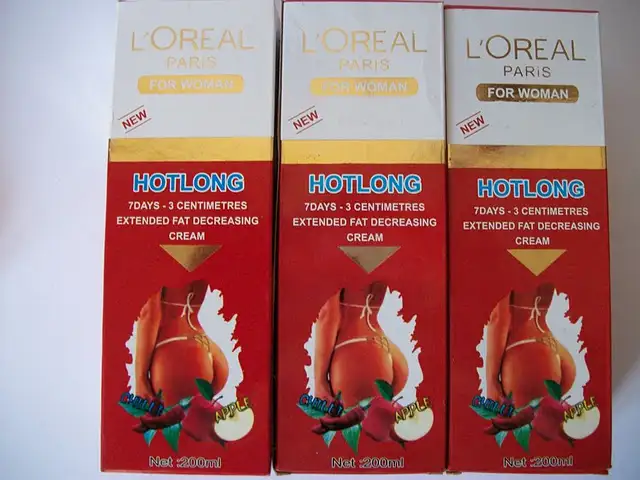 L'OREAL
PARIS
FOR WOMAN
NEW
HOTLONG
7DAYS - 3 CENTIMETRES
EXTENDED FAT DECREASING
CREAM
CHILLI
APPLE
Net :200ml
L'OREAL
PARIS
FOR WOMAN
NEW
HOTLONG
7DAYS - 3 CENTIMETRES
EXTENDED FAT DECREASING
CREAM
CHILLI
APPLE
Net :200ml
L'OREAL
PARiS
FOR WOMAN
NEW
HOTLONG
7DAYS - 3 CENTIMETRES
EXTENDED FAT DECREASING
CREAM
CHILLI
APPLE
Net :200ml